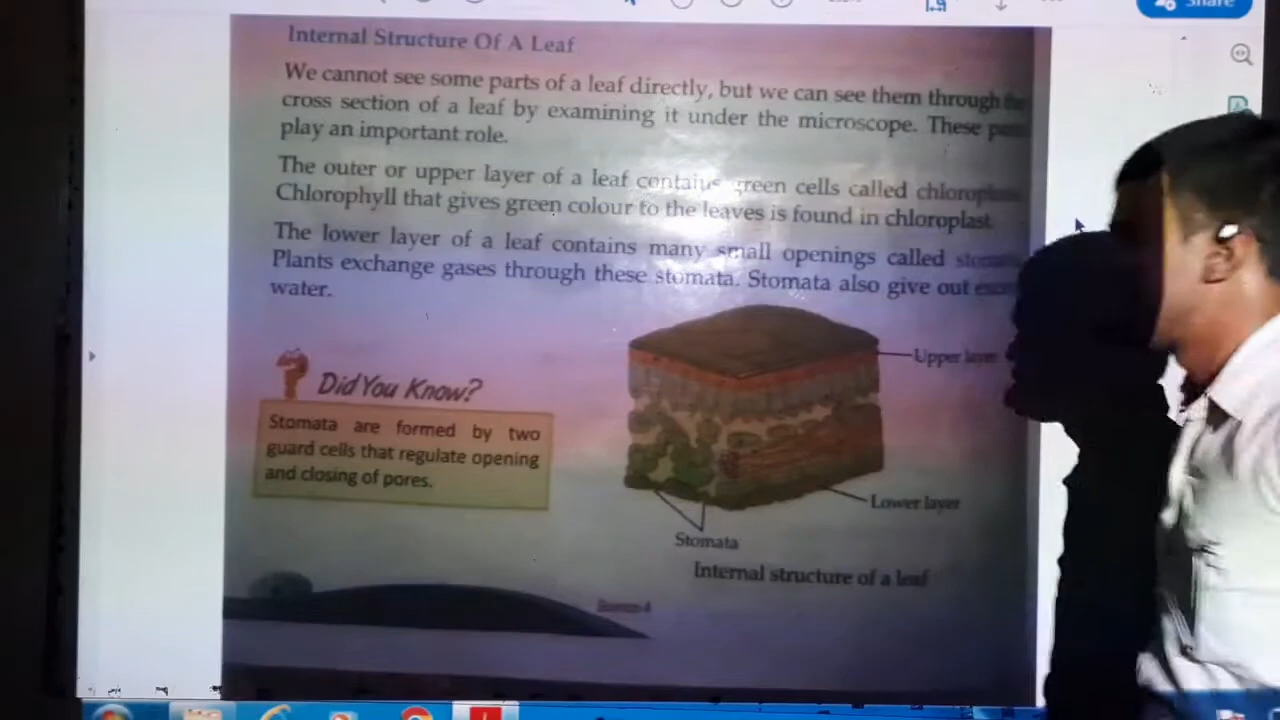 Share
Internal Structure Of A Leaf
We cannot see some parts of a leaf directly, but we can see them through the
cross section of a leaf by examining it under the microscope. These
play an important role.
The outer or upper layer of a leaf contains green cells called
Chlorophyll that gives green colour to the leaves is found in chloroplast.
The lower layer of a leaf contains many small openings called
Plants exchange gases through these stomata. Stomata also give out
water.
Did You Know?
Stomata are formed by two
guard cells that regulate opening
and closing of pores.
Upper layer
Lower layer
Stomata
Internal structure of a leaf